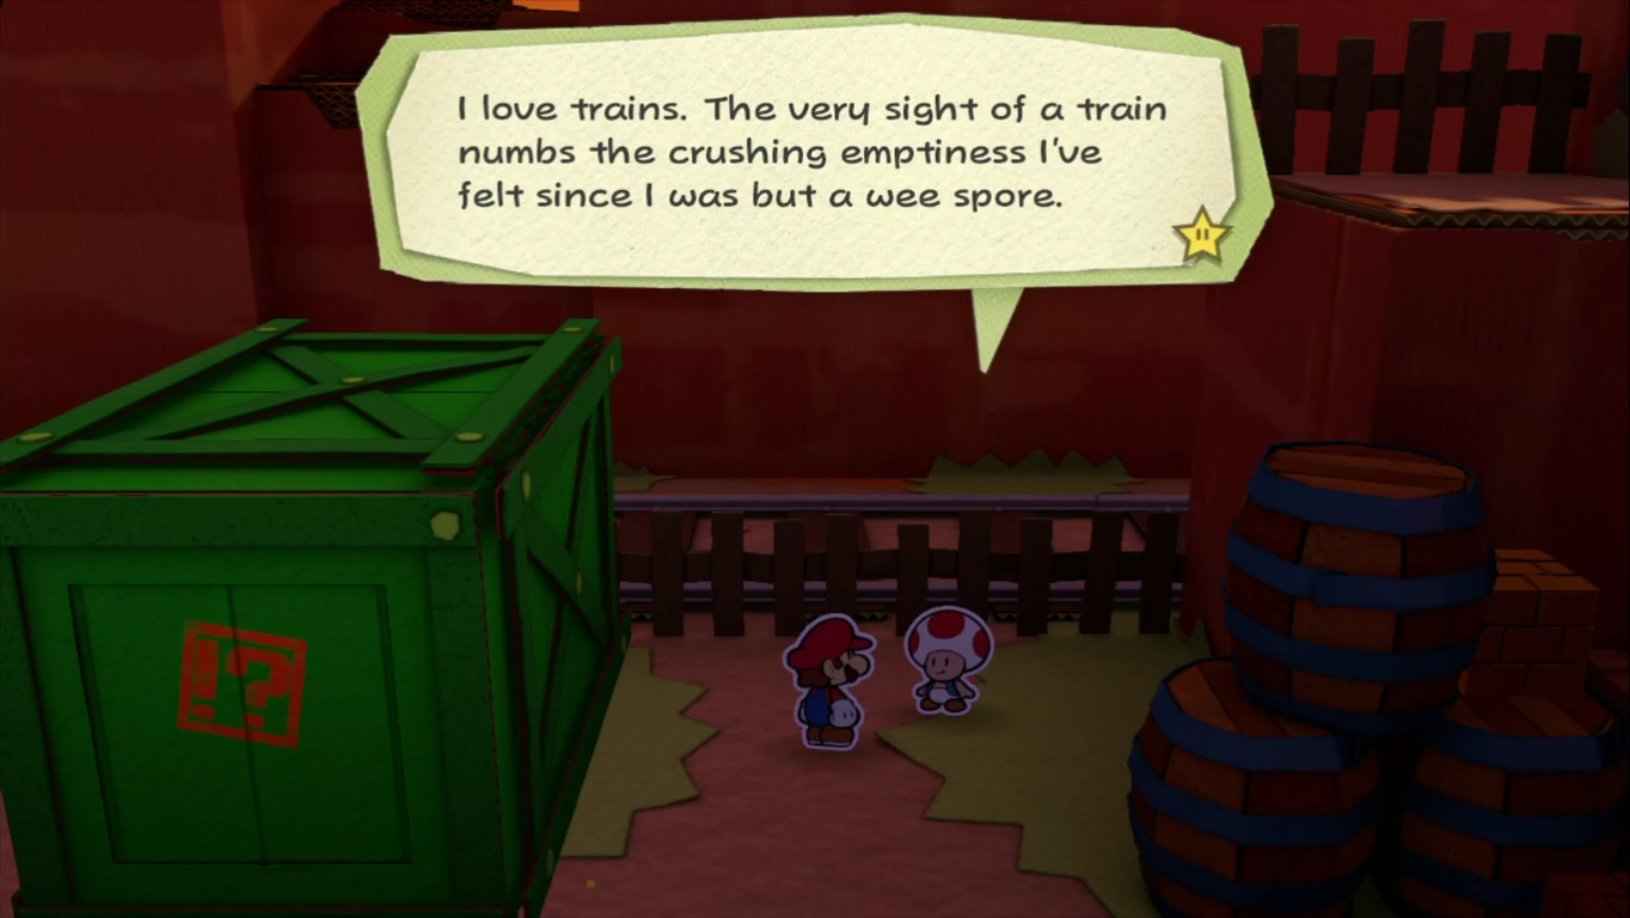 I love trains. The very sight of a train
numbs the crushing emptiness I've
felt since I was but a wee spore.
!?